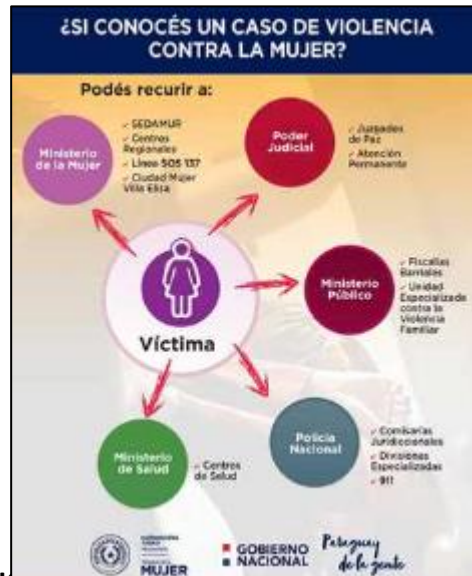 ¿SI CONOCÉS UN CASO DE VIOLENCIA
CONTRA LA MUJER?
Podés recurir a:
Ministerio
de la Mujer
✓ SEDAMUR
✓ Centros
Regionales
✓ Línea SOS 137
✓ Ciudad Mujer
Villa Elisa
Poder
Judicial
✓ Juzgados
de Paz
✓ Atención
Permanente
Ministerio
Público
✓ Fiscalías
Barriales
✓ Unidad
Especializada
contra la
Violencia
Familiar
Víctima
Ministerio
de Salud
✓ Centros
de Salud
Policía
Nacional
✓ Comisarías
Juridiccionales
✓ Divisiones
Especializadas
✓ 911
MUJER
GOBIERNO
NACIONAL
Paraguay
de la gente